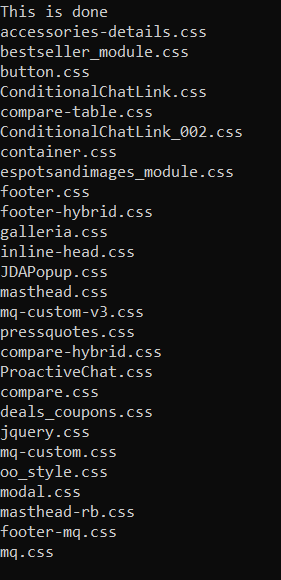 This is done
accessories-details.css
bestseller_module.css
button.css
ConditionalChatLink.css
compare-table.css
ConditionalChatLink_002.css
container.css
espotsandimages_module.css
footer.css
footer-hybrid.css
galleria.css
inline-head.css
JDAPopup.css
masthead.css
mq-custom-v3.css
pressquotes.css
compare-hybrid.css
ProactiveChat.css
compare.css
deals_coupons.css
jquery.css
mq-custom.css
oo_style.css
modal.css
masthead-rb.css
footer-mq.css
mq.css